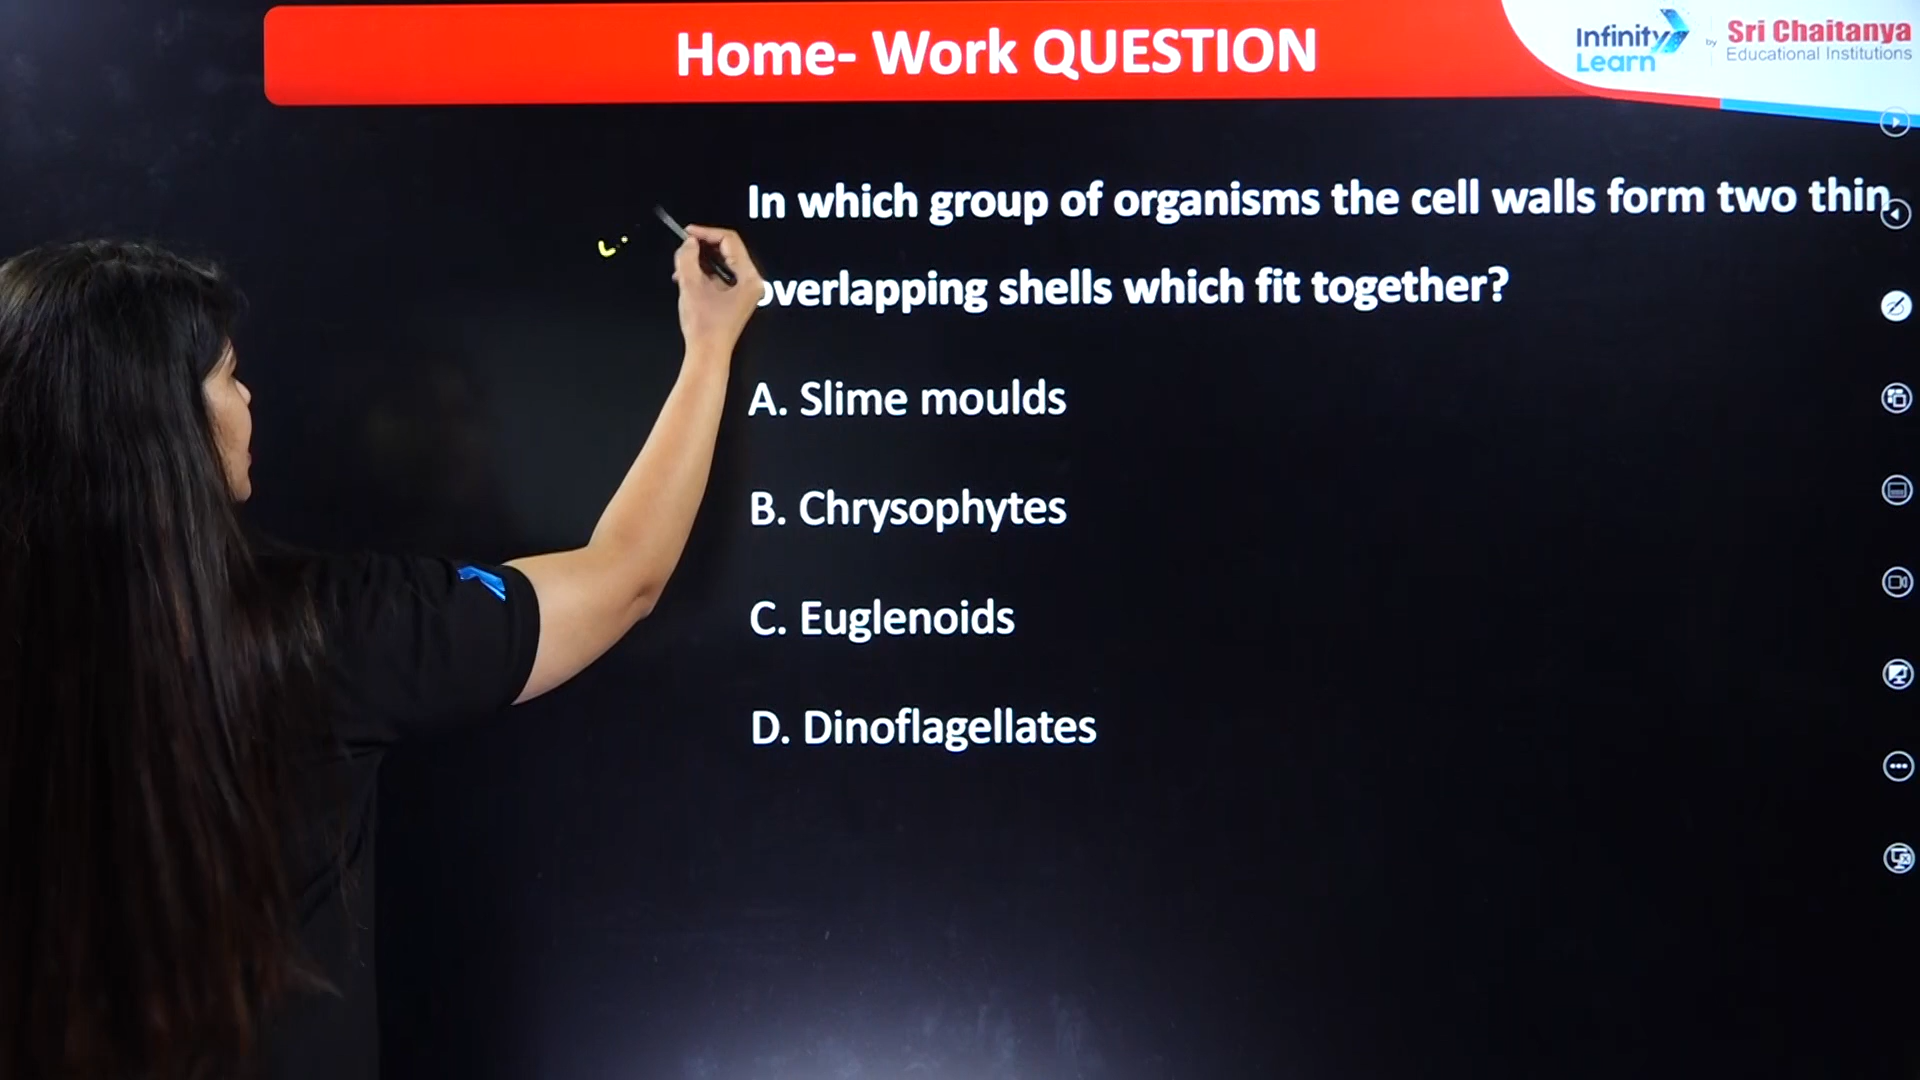 Home- Work QUESTION
Infinity Learn by Sri Chaitanya Educational Institutions
In which group of organisms the cell walls form two thin
overlapping shells which fit together?
A. Slime moulds
B. Chrysophytes
C. Euglenoids
D. Dinoflagellates